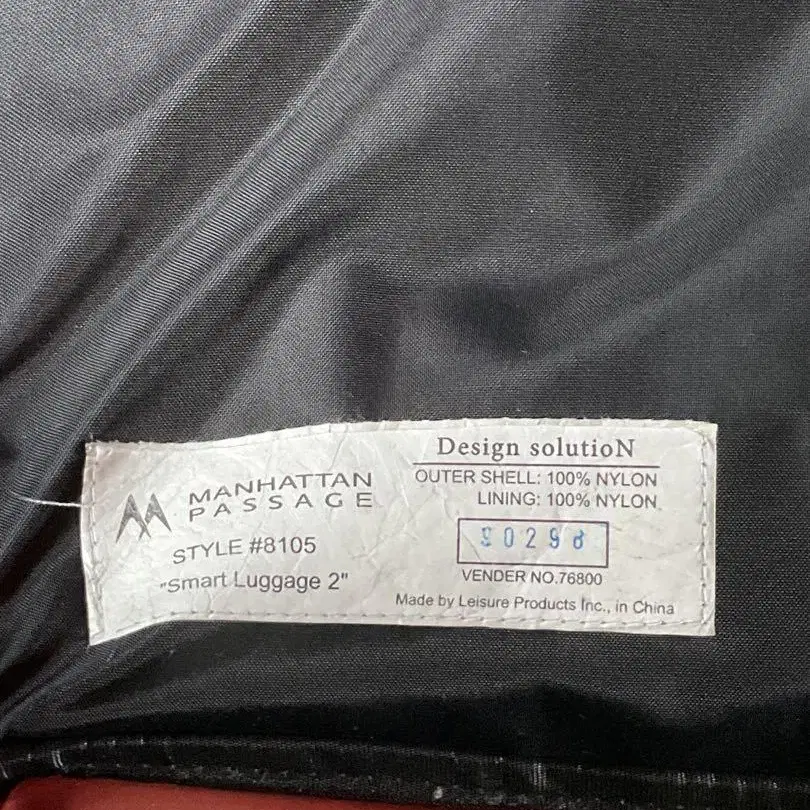 MANHATTAN
PASSAGE
STYLE #8105
"Smart Luggage 2"
Design solutioN
OUTER SHELL: 100% NYLON
LINING: 100% NYLON
VENDER NO.76800
Made by Leisure Products Inc., in China